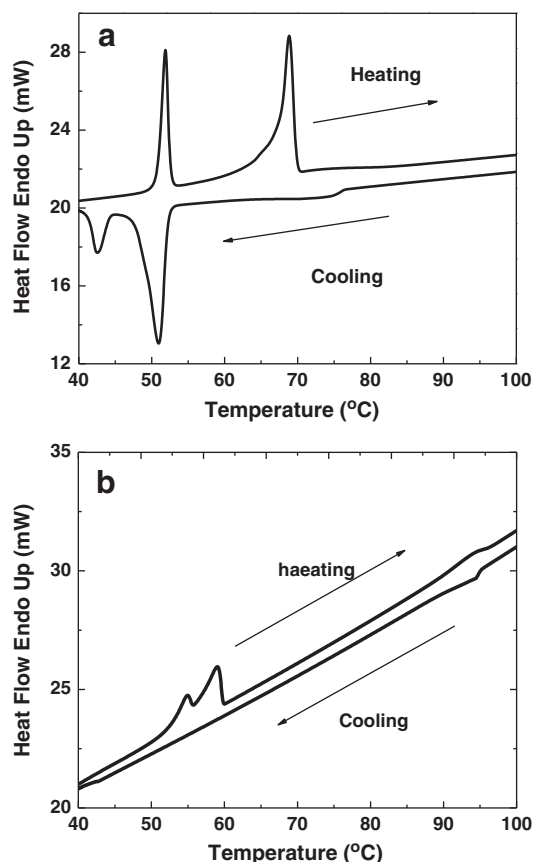 a
Heat Flow Endo Up (mW)
28
24
20
16
12
Heating
Cooling
40 50 60 70 80 90 100
Temperature (°C)
b
Heat Flow Endo Up (mW)
35
30
25
20
haeating
Cooling
40 50 60 70 80 90 100
Temperature (°C)